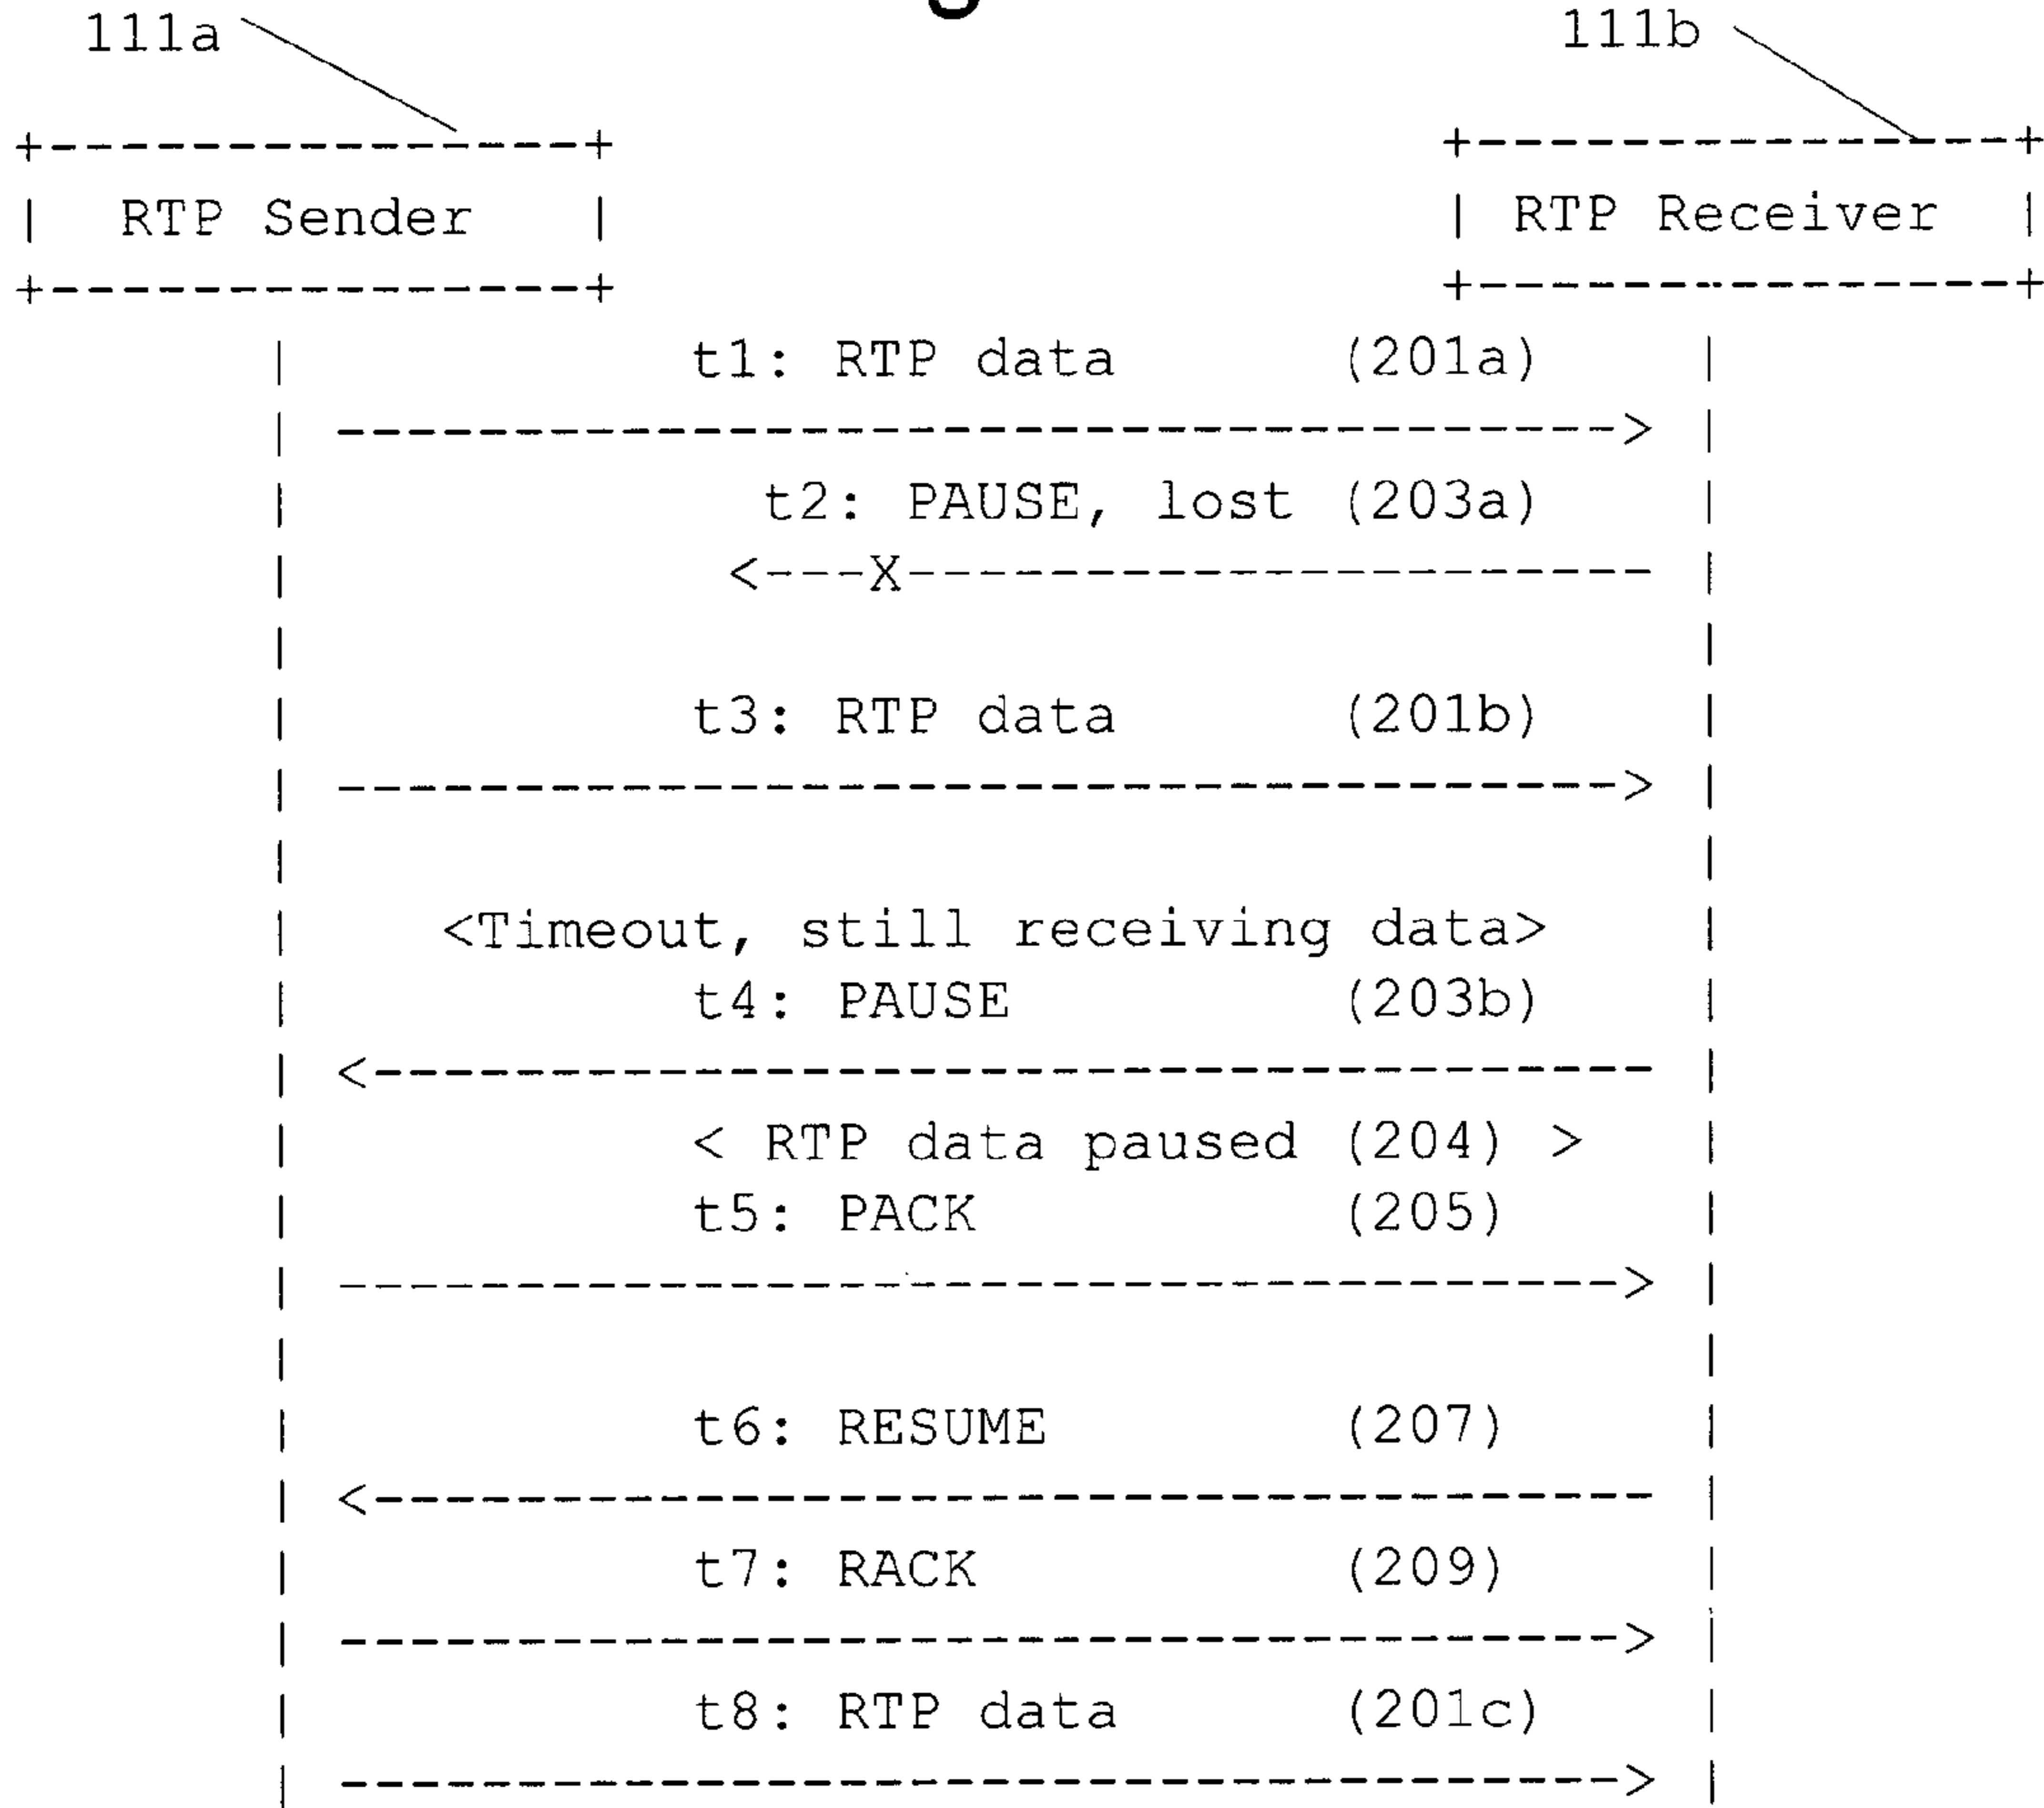 111a 111b
+----------------+ +----------------+
| RTP Sender | | RTP Receiver |
+----------------+ +----------------+
| t1: RTP data (201a) |
| ------------------------------------> |
| t2: PAUSE, lost (203a) |
| <---X--------------------- |
| |
| t3: RTP data (201b) |
| ------------------------------------> |
| |
| <Timeout, still receiving data> |
| t4: PAUSE (203b) |
| <------------------------------------ |
| < RTP data paused (204) > |
| t5: PACK (205) |
| ------------------------------------> |
| |
| t6: RESUME (207) |
| <------------------------------------ |
| t7: RACK (209) |
| ------------------------------------> |
| t8: RTP data (201c) |
| ------------------------------------> |